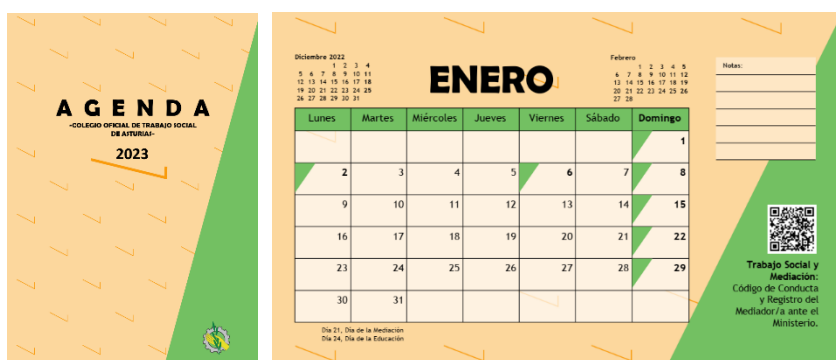 AGENDA
-COLEGIO OFICIAL DE TRABAJO SOCIAL
DE ASTURIAS-
2023
Diciembre 2022
1 2 3 4
5 6 7 8 9 10 11
12 13 14 15 16 17 18
19 20 21 22 23 24 25
26 27 28 29 30 31
ENERO
Febrero
1 2 3 4 5
6 7 8 9 10 11 12
13 14 15 16 17 18 19
20 21 22 23 24 25 26
27 28
Notas:
Lunes Martes Miércoles Jueves Viernes Sábado Domingo
1
2 3 4 5 6 7 8
9 10 11 12 13 14 15
16 17 18 19 20 21 22
23 24 25 26 27 28 29
30 31
Día 21, Día de la Mediación
Día 24, Día de la Educación
Trabajo Social y
Mediación:
Código de Conducta
y Registro del
Mediador/a ante el
Ministerio.